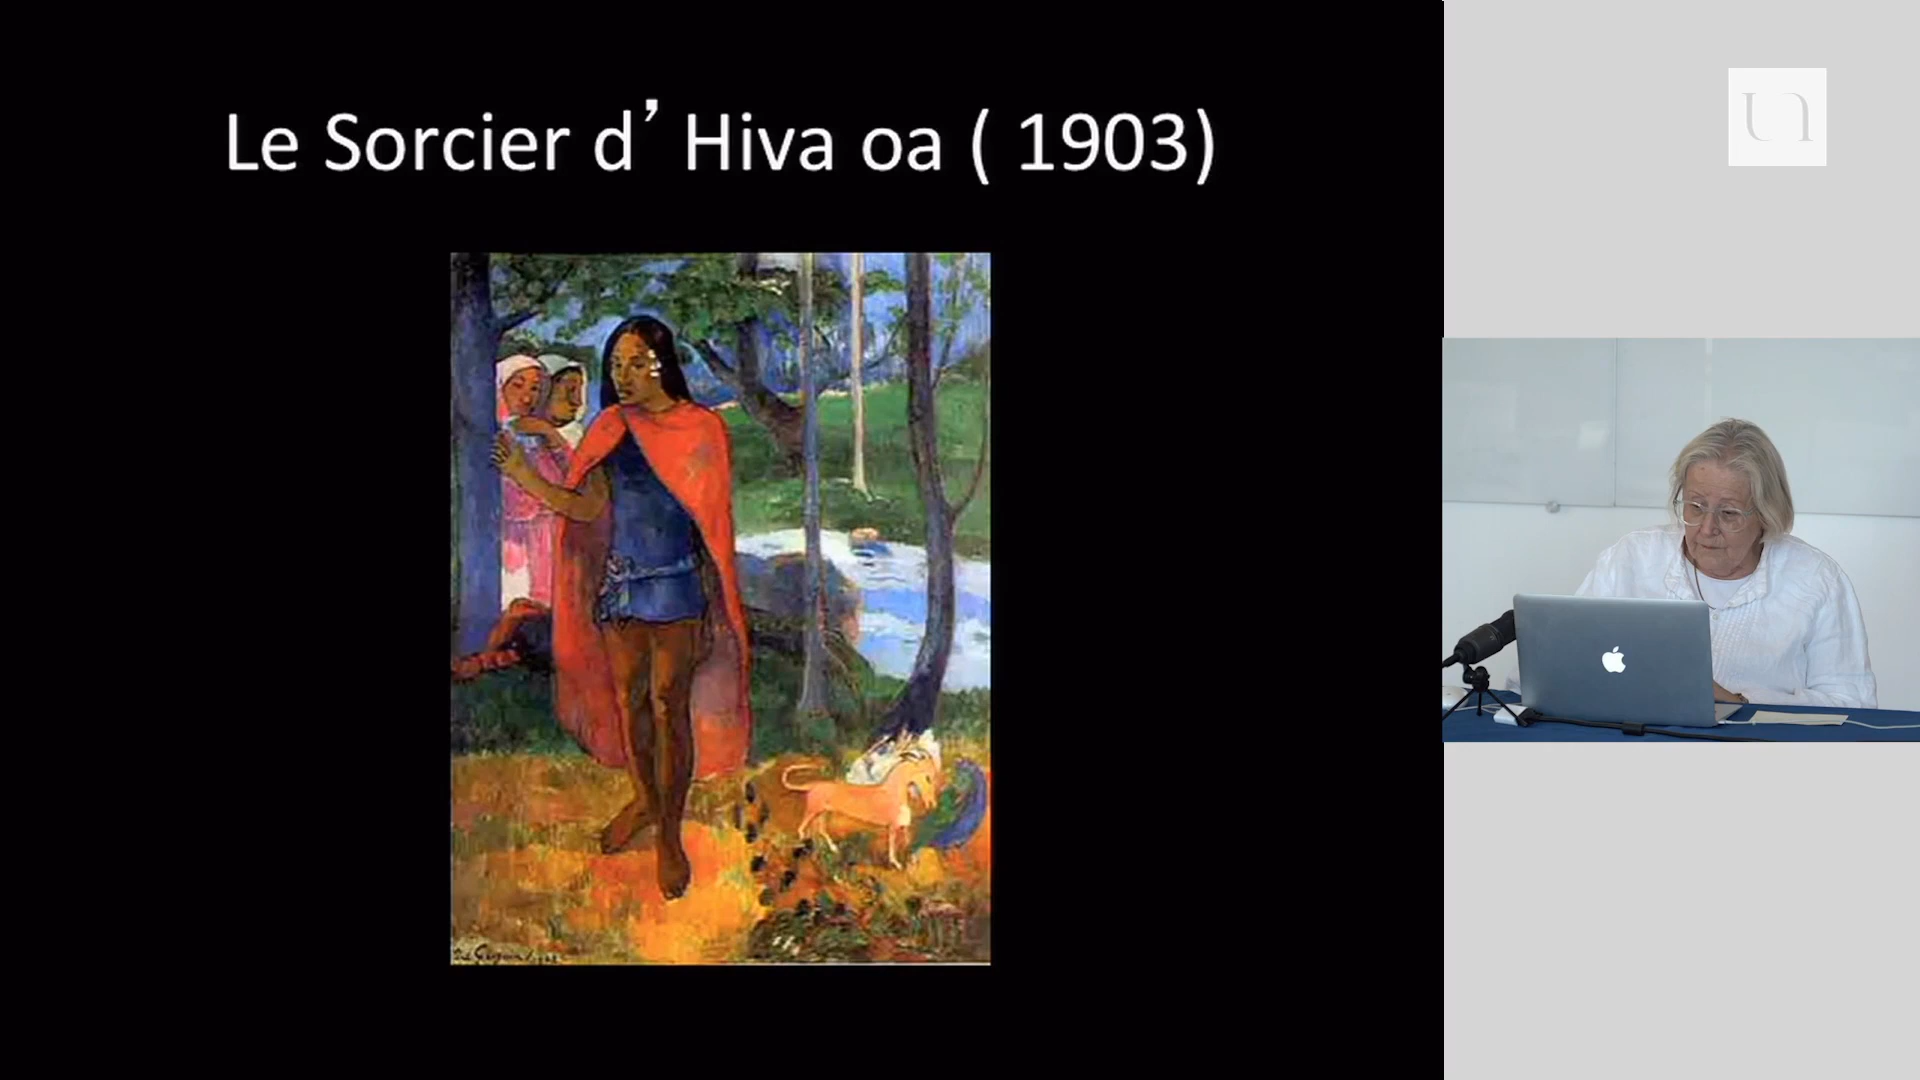 Le Sorcier d’ Hiva oa ( 1903)